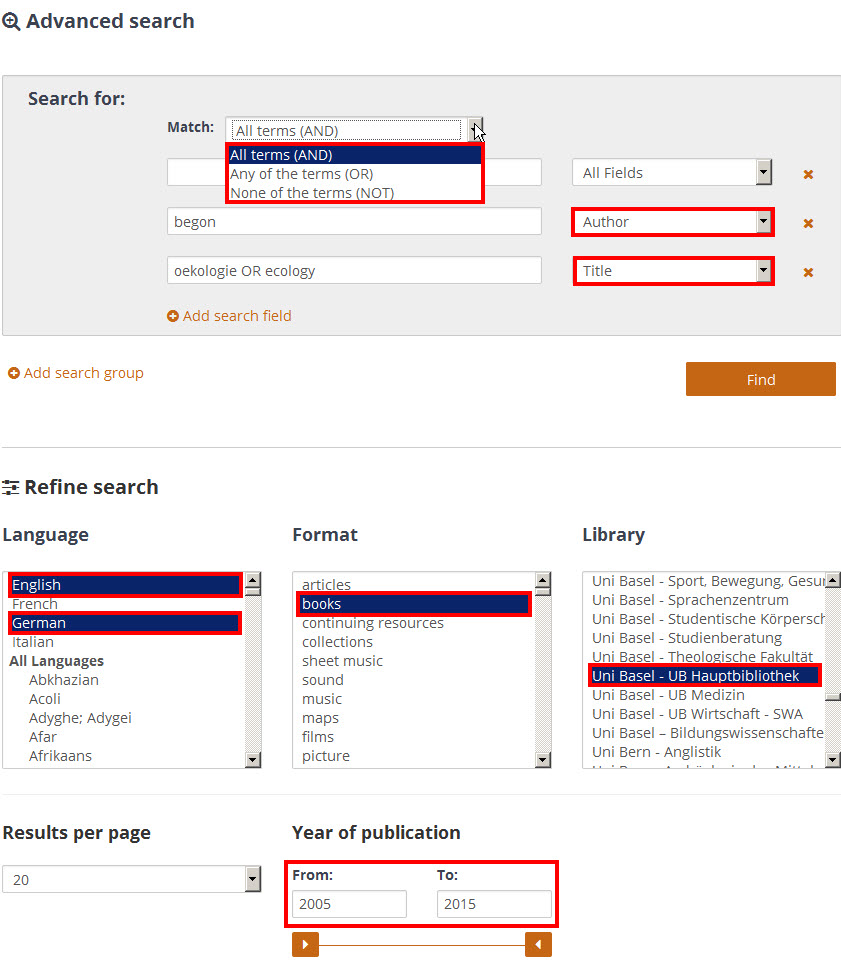 Advanced search
Search for:
Match: All terms (AND)
All terms (AND)
Any of the terms (OR)
None of the terms (NOT)
All Fields
begon
Author
oekologie OR ecology
Title
Add search field
Add search group
Find
Refine search
Language
English
French
German
Italian
All Languages
Abkhazian
Acoli
Adyghe; Adygei
Afar
Afrikaans
Format
articles
books
continuing resources
collections
sheet music
sound
music
maps
films
picture
Library
Uni Basel - Sport, Bewegung, Gesur
Uni Basel - Sprachenzentrum
Uni Basel - Studentische Körpersch
Uni Basel - Studienberatung
Uni Basel - Theologische Fakultät
Uni Basel - UB Hauptbibliothek
Uni Basel - UB Medizin
Uni Basel - UB Wirtschaft - SWA
Uni Basel – Bildungswissenschafte
Uni Bern - Anglistik
Results per page
20
Year of publication
From: To:
2005 2015